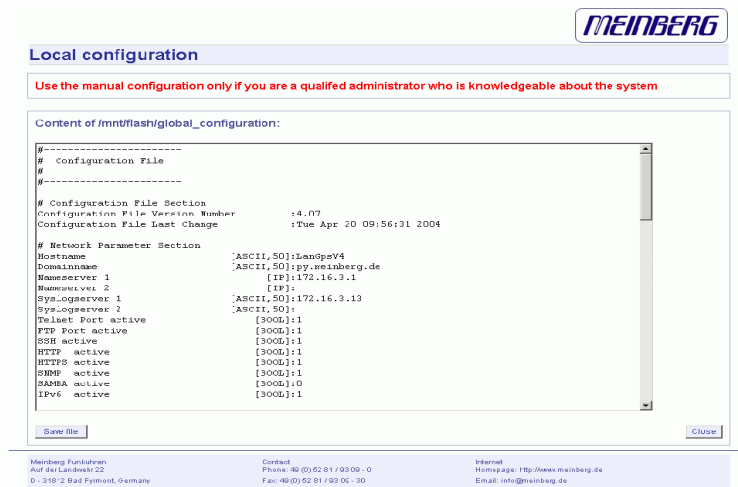 MEINBERG
Local configuration
Use the manual configuration only if you are a qualifed administrator who is knowledgeable about the system
Content of /mnt/flash/global_configuration:
#-----------------------
# Configuration File
#
#-----------------------
# Configuration File Section
Configuration File Version Number :4.07
Configuration File Last Change :Tue Apr 20 09:56:31 2004
# Network Parameter Section
Hostname [ASCII,50]:LanGpsV4
Domainname [ASCII,50]:py.meinberg.de
Nameserver 1 [IP]:172.16.3.1
Nameserver 2 [IP]:
Syslogserver 1 [ASCII,50]:172.16.3.13
Syslogserver 2 [ASCII,50]:
Telnet Port active [BOOL]:1
FTP Port active [BOOL]:1
SSH active [BOOL]:1
HTTP active [BOOL]:1
HTTPS active [BOOL]:1
SNMP active [BOOL]:1
SAMBA active [BOOL]:0
IPv6 active [BOOL]:1
Save file
Close
Meinberg Funkuhren
Auf der Landwehr 22
D - 31812 Bad Pyrmont, Germany
Contact
Phone: 49 (0) 52 81 / 93 09 - 0
Fax: 49 (0) 52 81 / 93 09 - 30
Internet
Homepage: http://www.meinberg.de
Email: info@meinberg.de